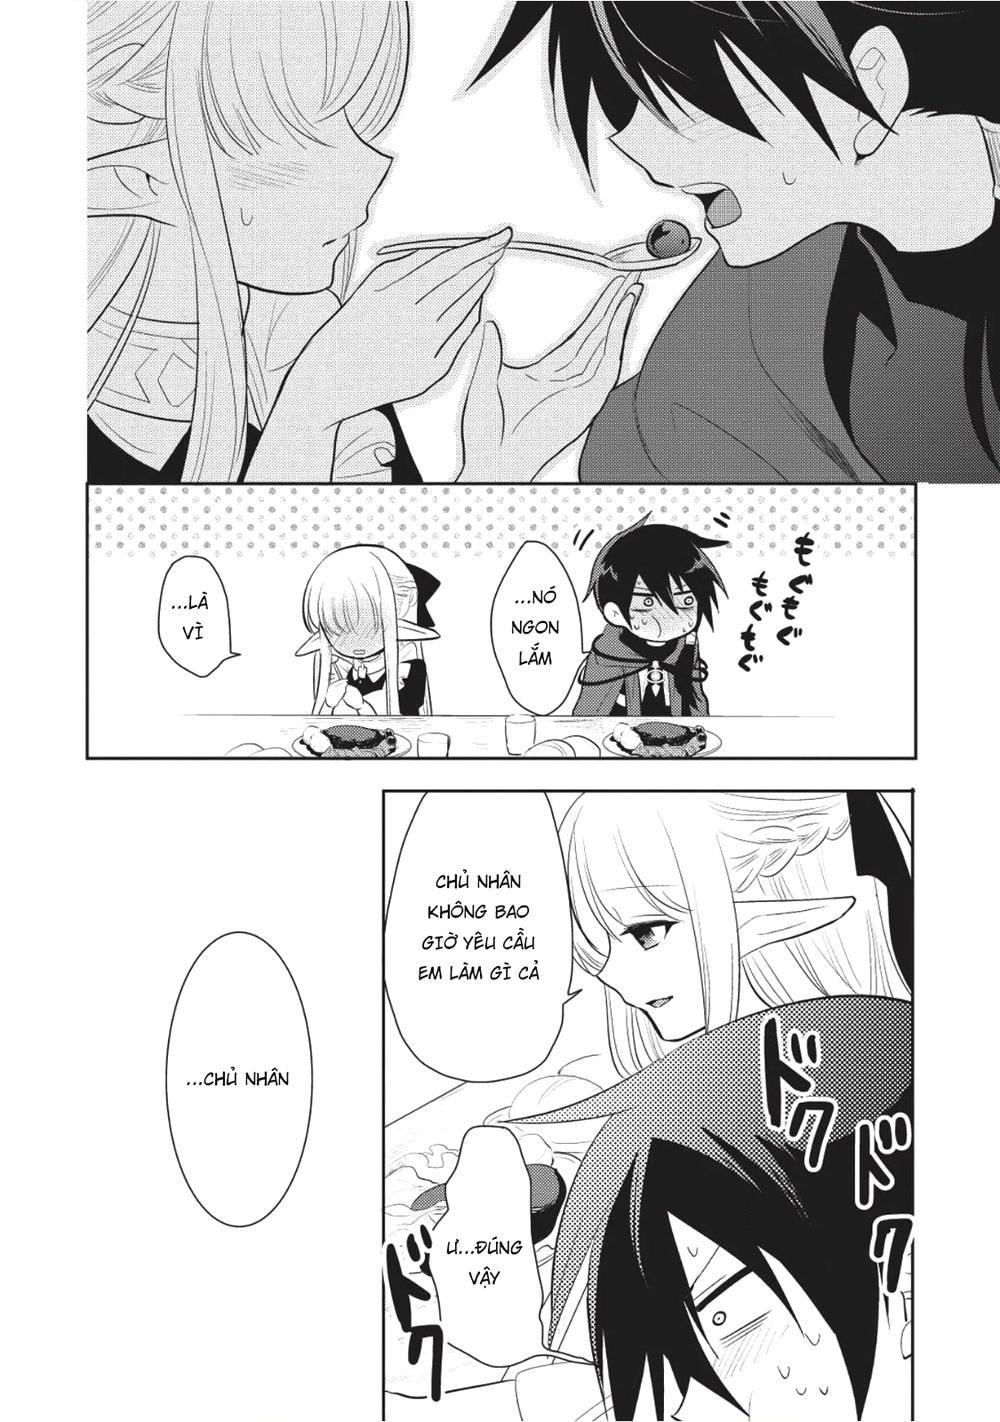 もぐもぐ
もぐもぐ
...NÓ
NGON
LẮM
...LÀ
VÌ
CHỦ NHÂN
KHÔNG BAO
GIỜ YÊU CẦU
EM LÀM GÌ CẢ
ドク
ドク
Ư...ĐÚNG
VẬY
ドク
...CHỦ NHÂN